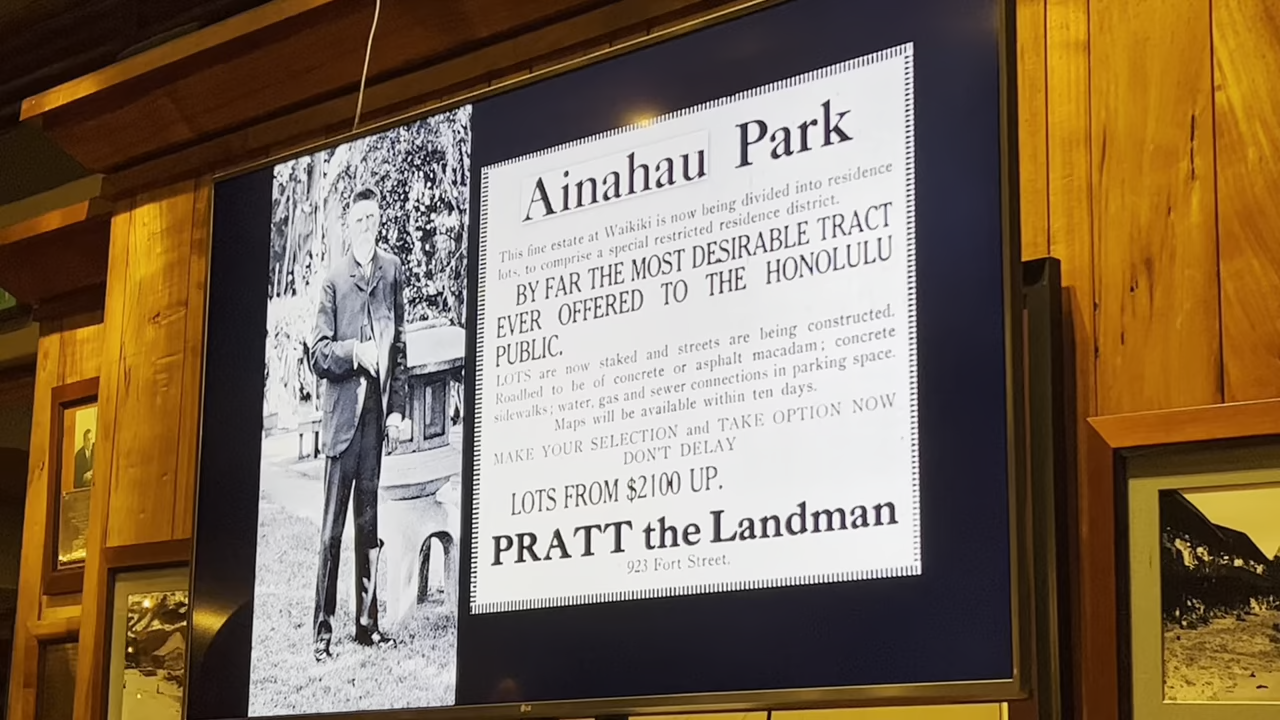 Ainahau Park
This fine estate at Waikiki is now being divided into residence
lots, to comprise a special restricted residence district.
BY FAR THE MOST DESIRABLE TRACT
EVER OFFERED TO THE HONOLULU
PUBLIC.
LOTS are now staked and streets are being constructed.
Roadbed to be of concrete or asphalt macadam; concrete
sidewalks; water, gas and sewer connections in parking space.
Maps will be available within ten days.
MAKE YOUR SELECTION and TAKE OPTION NOW
DON'T DELAY
LOTS FROM $2100 UP.
PRATT the Landman
923 Fort Street.
LG